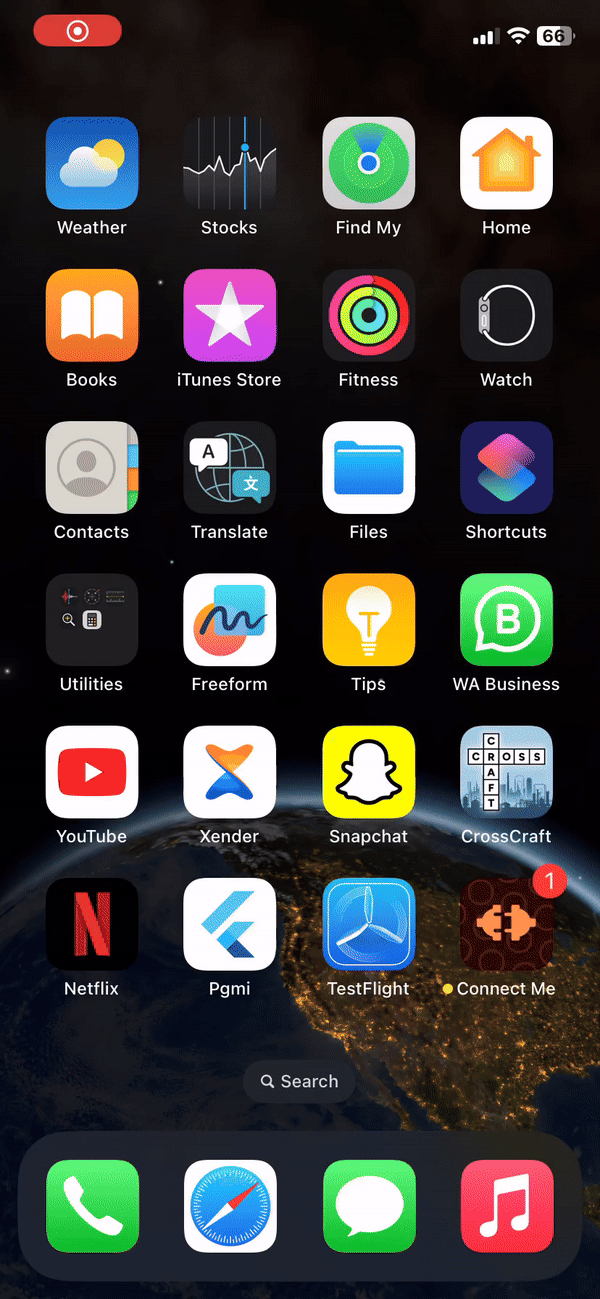 66
Weather Stocks Find My Home
Books iTunes Store Fitness Watch
A
文
Contacts Translate Files Shortcuts
T
B
Utilities Freeform Tips WA Business
CROSS
CRAFT
YouTube Xender Snapchat CrossCraft
N
1
Netflix Pgmi TestFlight Connect Me
Search